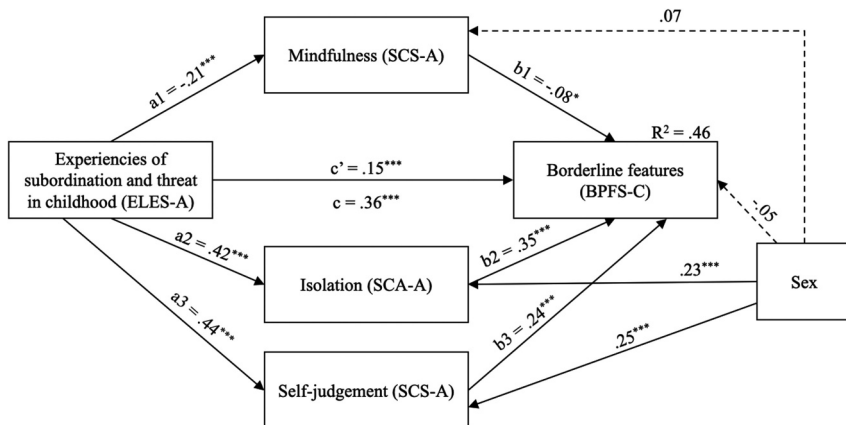 .07
Mindfulness (SCS-A)
a1 = -.21***
b1 = -.08*
R² = .46
Experiencies of
subordination and threat
in childhood (ELES-A)
c’ = .15***
c = .36***
Borderline features
(BPFS-C)
-.05
a2 = .42***
b2 = .35***
Isolation (SCA-A)
.23***
Sex
a3 = .44***
b3 = .24***
.25***
Self-judgement (SCS-A)